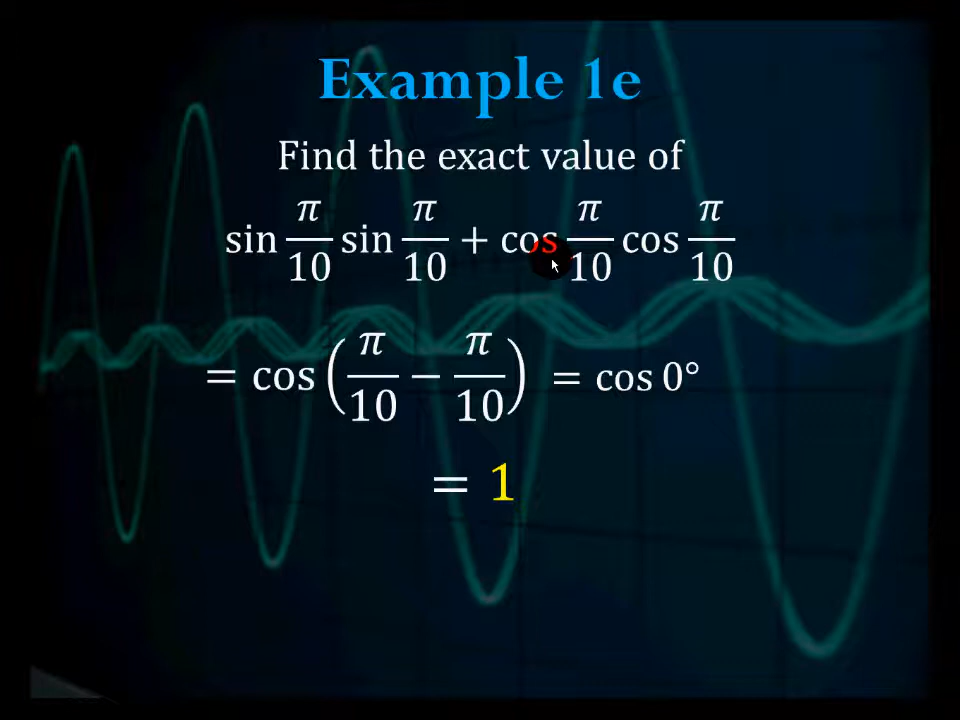 Example 1e
Find the exact value of
sin π/10 sin π/10 + cos π/10 cos π/10
= cos (π/10 − π/10) = cos 0°
= 1